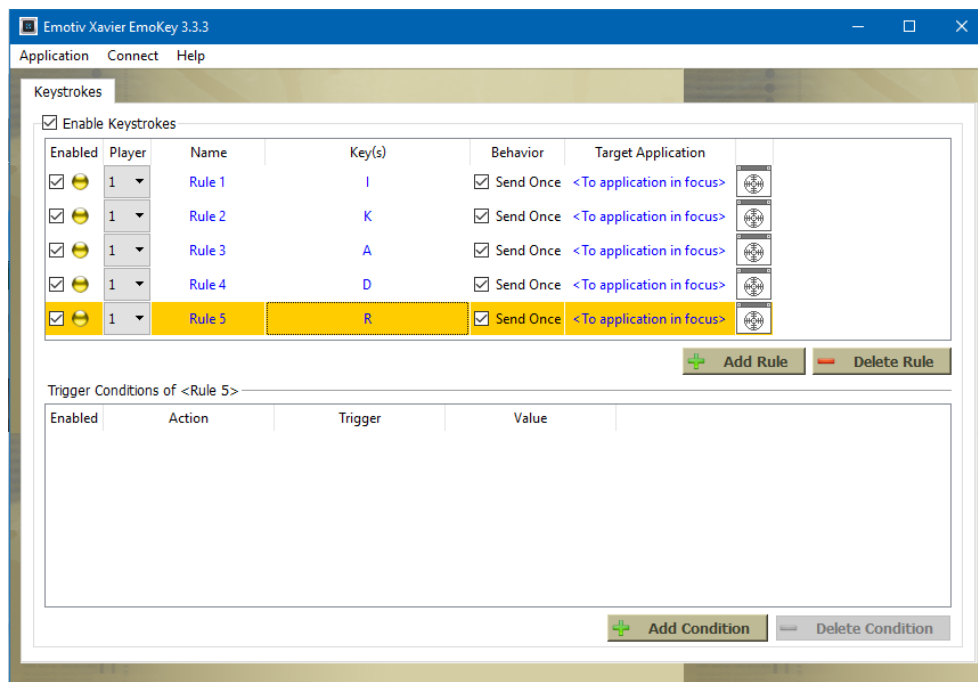 Emotiv Xavier EmoKey 3.3.3
Application Connect Help
Keystrokes
Enable Keystrokes
Enabled Player Name Key(s) Behavior Target Application
1 Rule 1 I Send Once <To application in focus>
1 Rule 2 K Send Once <To application in focus>
1 Rule 3 A Send Once <To application in focus>
1 Rule 4 D Send Once <To application in focus>
1 Rule 5 R Send Once <To application in focus>
Add Rule Delete Rule
Trigger Conditions of <Rule 5>
Enabled Action Trigger Value
Add Condition Delete Condition